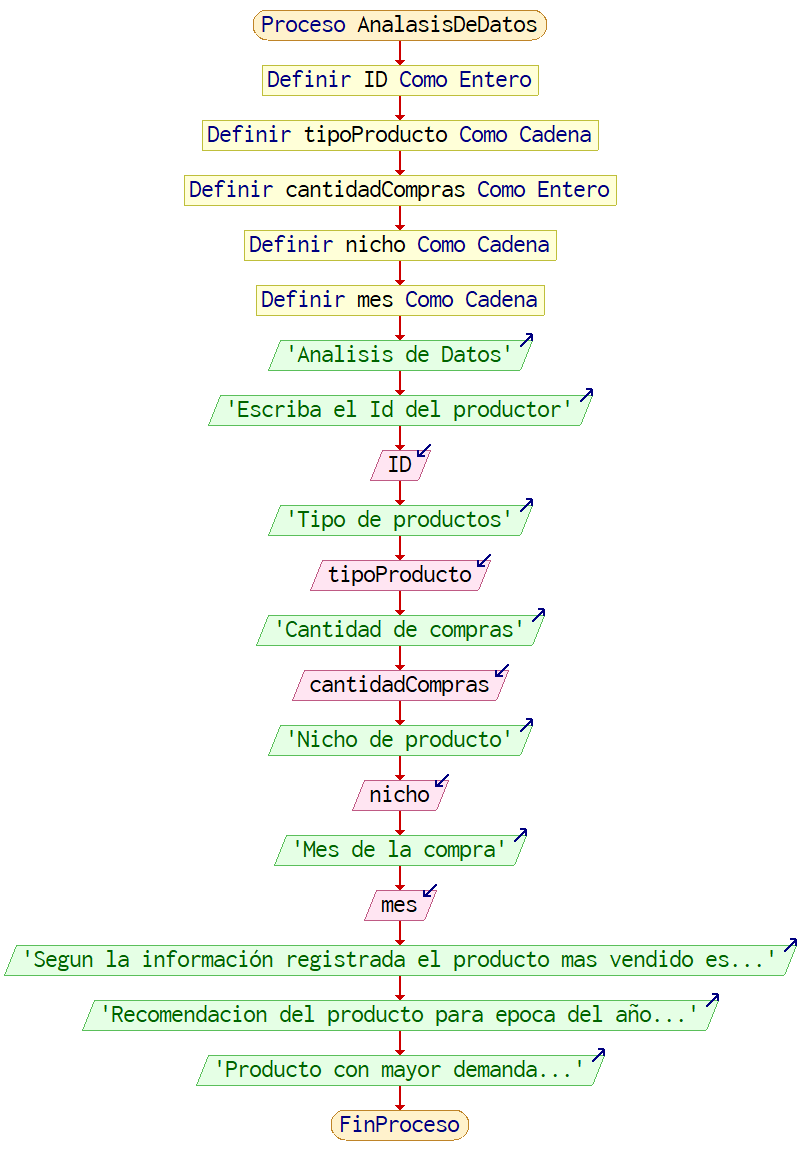 Proceso AnalasisDeDatos
Definir ID Como Entero
Definir tipoProducto Como Cadena
Definir cantidadCompras Como Entero
Definir nicho Como Cadena
Definir mes Como Cadena
'Analisis de Datos'
'Escriba el Id del productor'
ID
'Tipo de productos'
tipoProducto
'Cantidad de compras'
cantidadCompras
'Nicho de producto'
nicho
'Mes de la compra'
mes
'Segun la información registrada el producto mas vendido es...'
'Recomendacion del producto para epoca del año...'
'Producto con mayor demanda...'
FinProceso